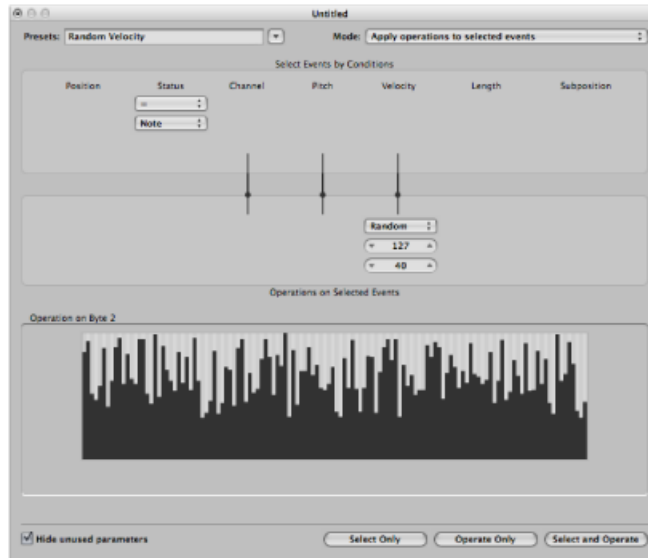 Untitled
Presets: Random Velocity Mode: Apply operations to selected events
Select Events by Conditions
Position Status Channel Pitch Velocity Length Subposition
=
Note
Random
127
40
Operations on Selected Events
Operation on Byte 2
Hide unused parameters Select Only Operate Only Select and Operate